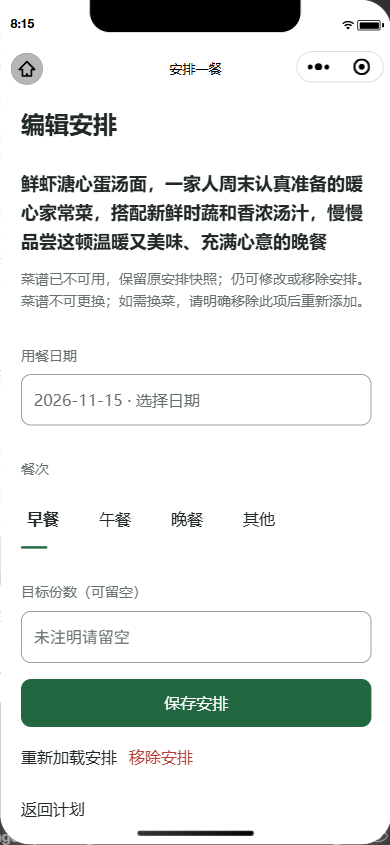 8:15
安排一餐
编辑安排
鲜虾溏心蛋汤面，一家人周末认真准备的暖
心家常菜，搭配新鲜时蔬和香浓汤汁，慢慢
品尝这顿温暖又美味、充满心意的晚餐
菜谱已不可用，保留原安排快照；仍可修改或移除安排。
菜谱不可更换；如需换菜，请明确移除此项后重新添加。
用餐日期
2026-11-15 · 选择日期
餐次
早餐 午餐 晚餐 其他
目标份数（可留空）
未注明请留空
保存安排
重新加载安排 移除安排
返回计划